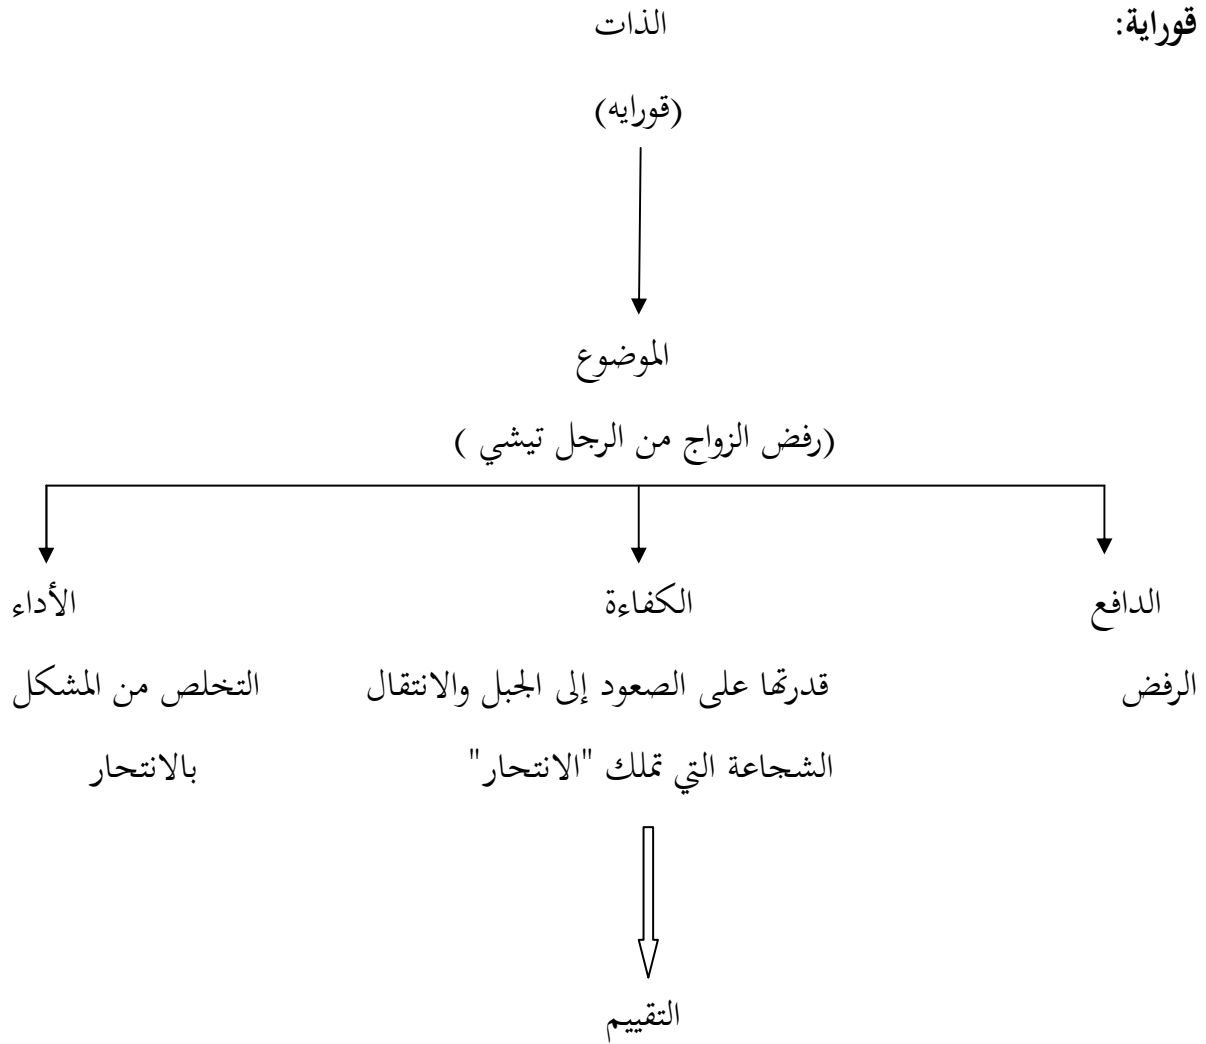 قوراية:
الذات
(قورايه)
الموضوع
(رفض الزواج من الرجل تيشي )
الدافع
الكفاءة
الأداء
الرفض
قدرتها على الصعود إلى الجبل والانتقال
التخلص من المشكل
الشجاعة التي تملك "الانتحار"
بالانتحار
التقييم